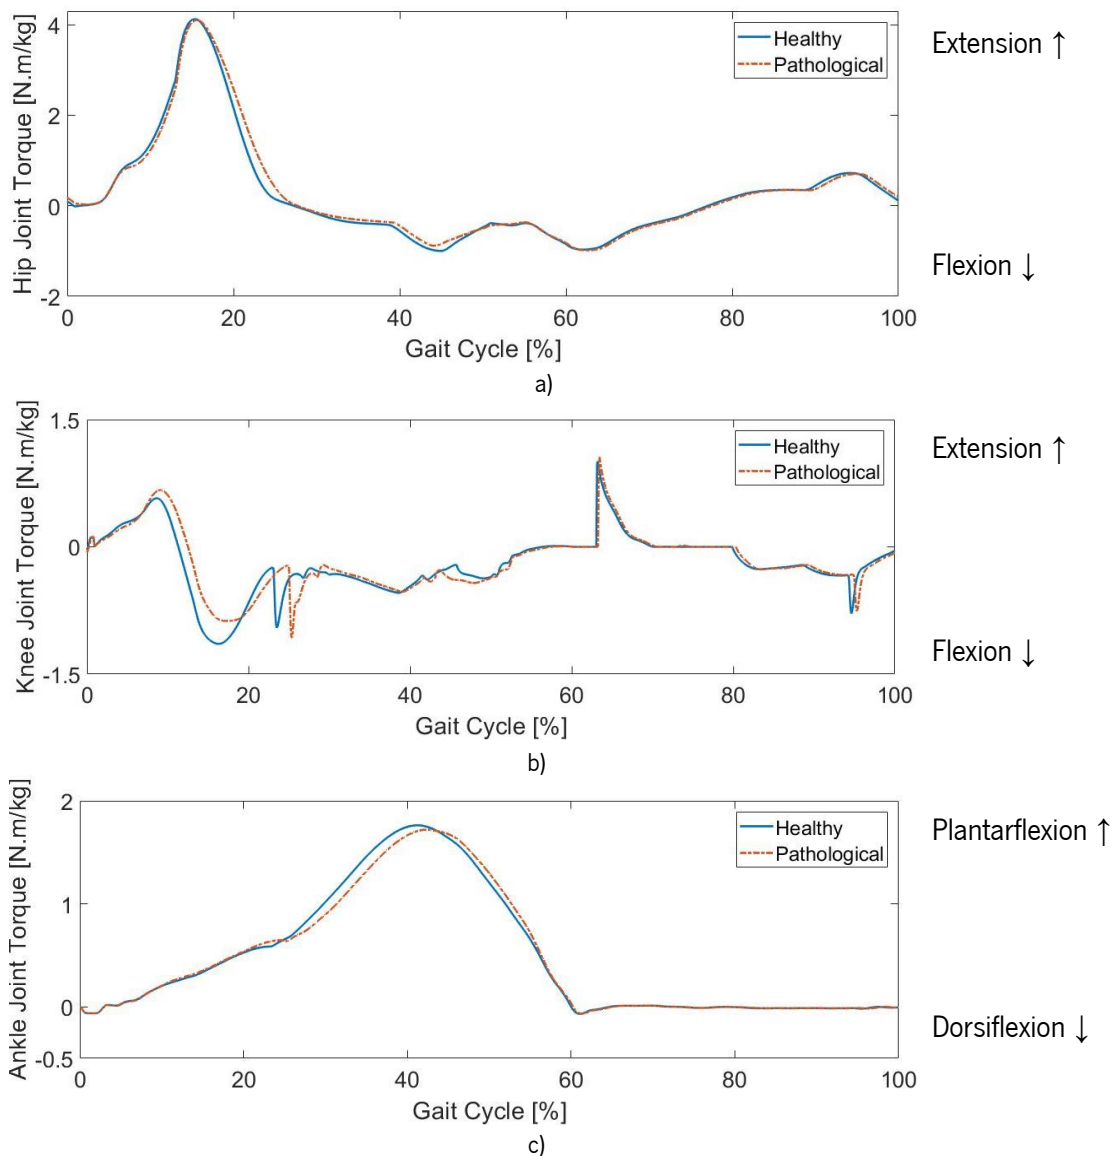 Hip Joint Torque [N.m/kg]
4
2
0
-2
Healthy
Pathological
Extension ↑
Flexion ↓
0 20 40 60 80 100
Gait Cycle [%]
a)
Knee Joint Torque [N.m/kg]
1.5
0
-1.5
Healthy
Pathological
Extension ↑
Flexion ↓
0 20 40 60 80 100
Gait Cycle [%]
b)
Ankle Joint Torque [N.m/kg]
2
1
0
-0.5
Healthy
Pathological
Plantarflexion ↑
Dorsiflexion ↓
0 20 40 60 80 100
Gait Cycle [%]
c)